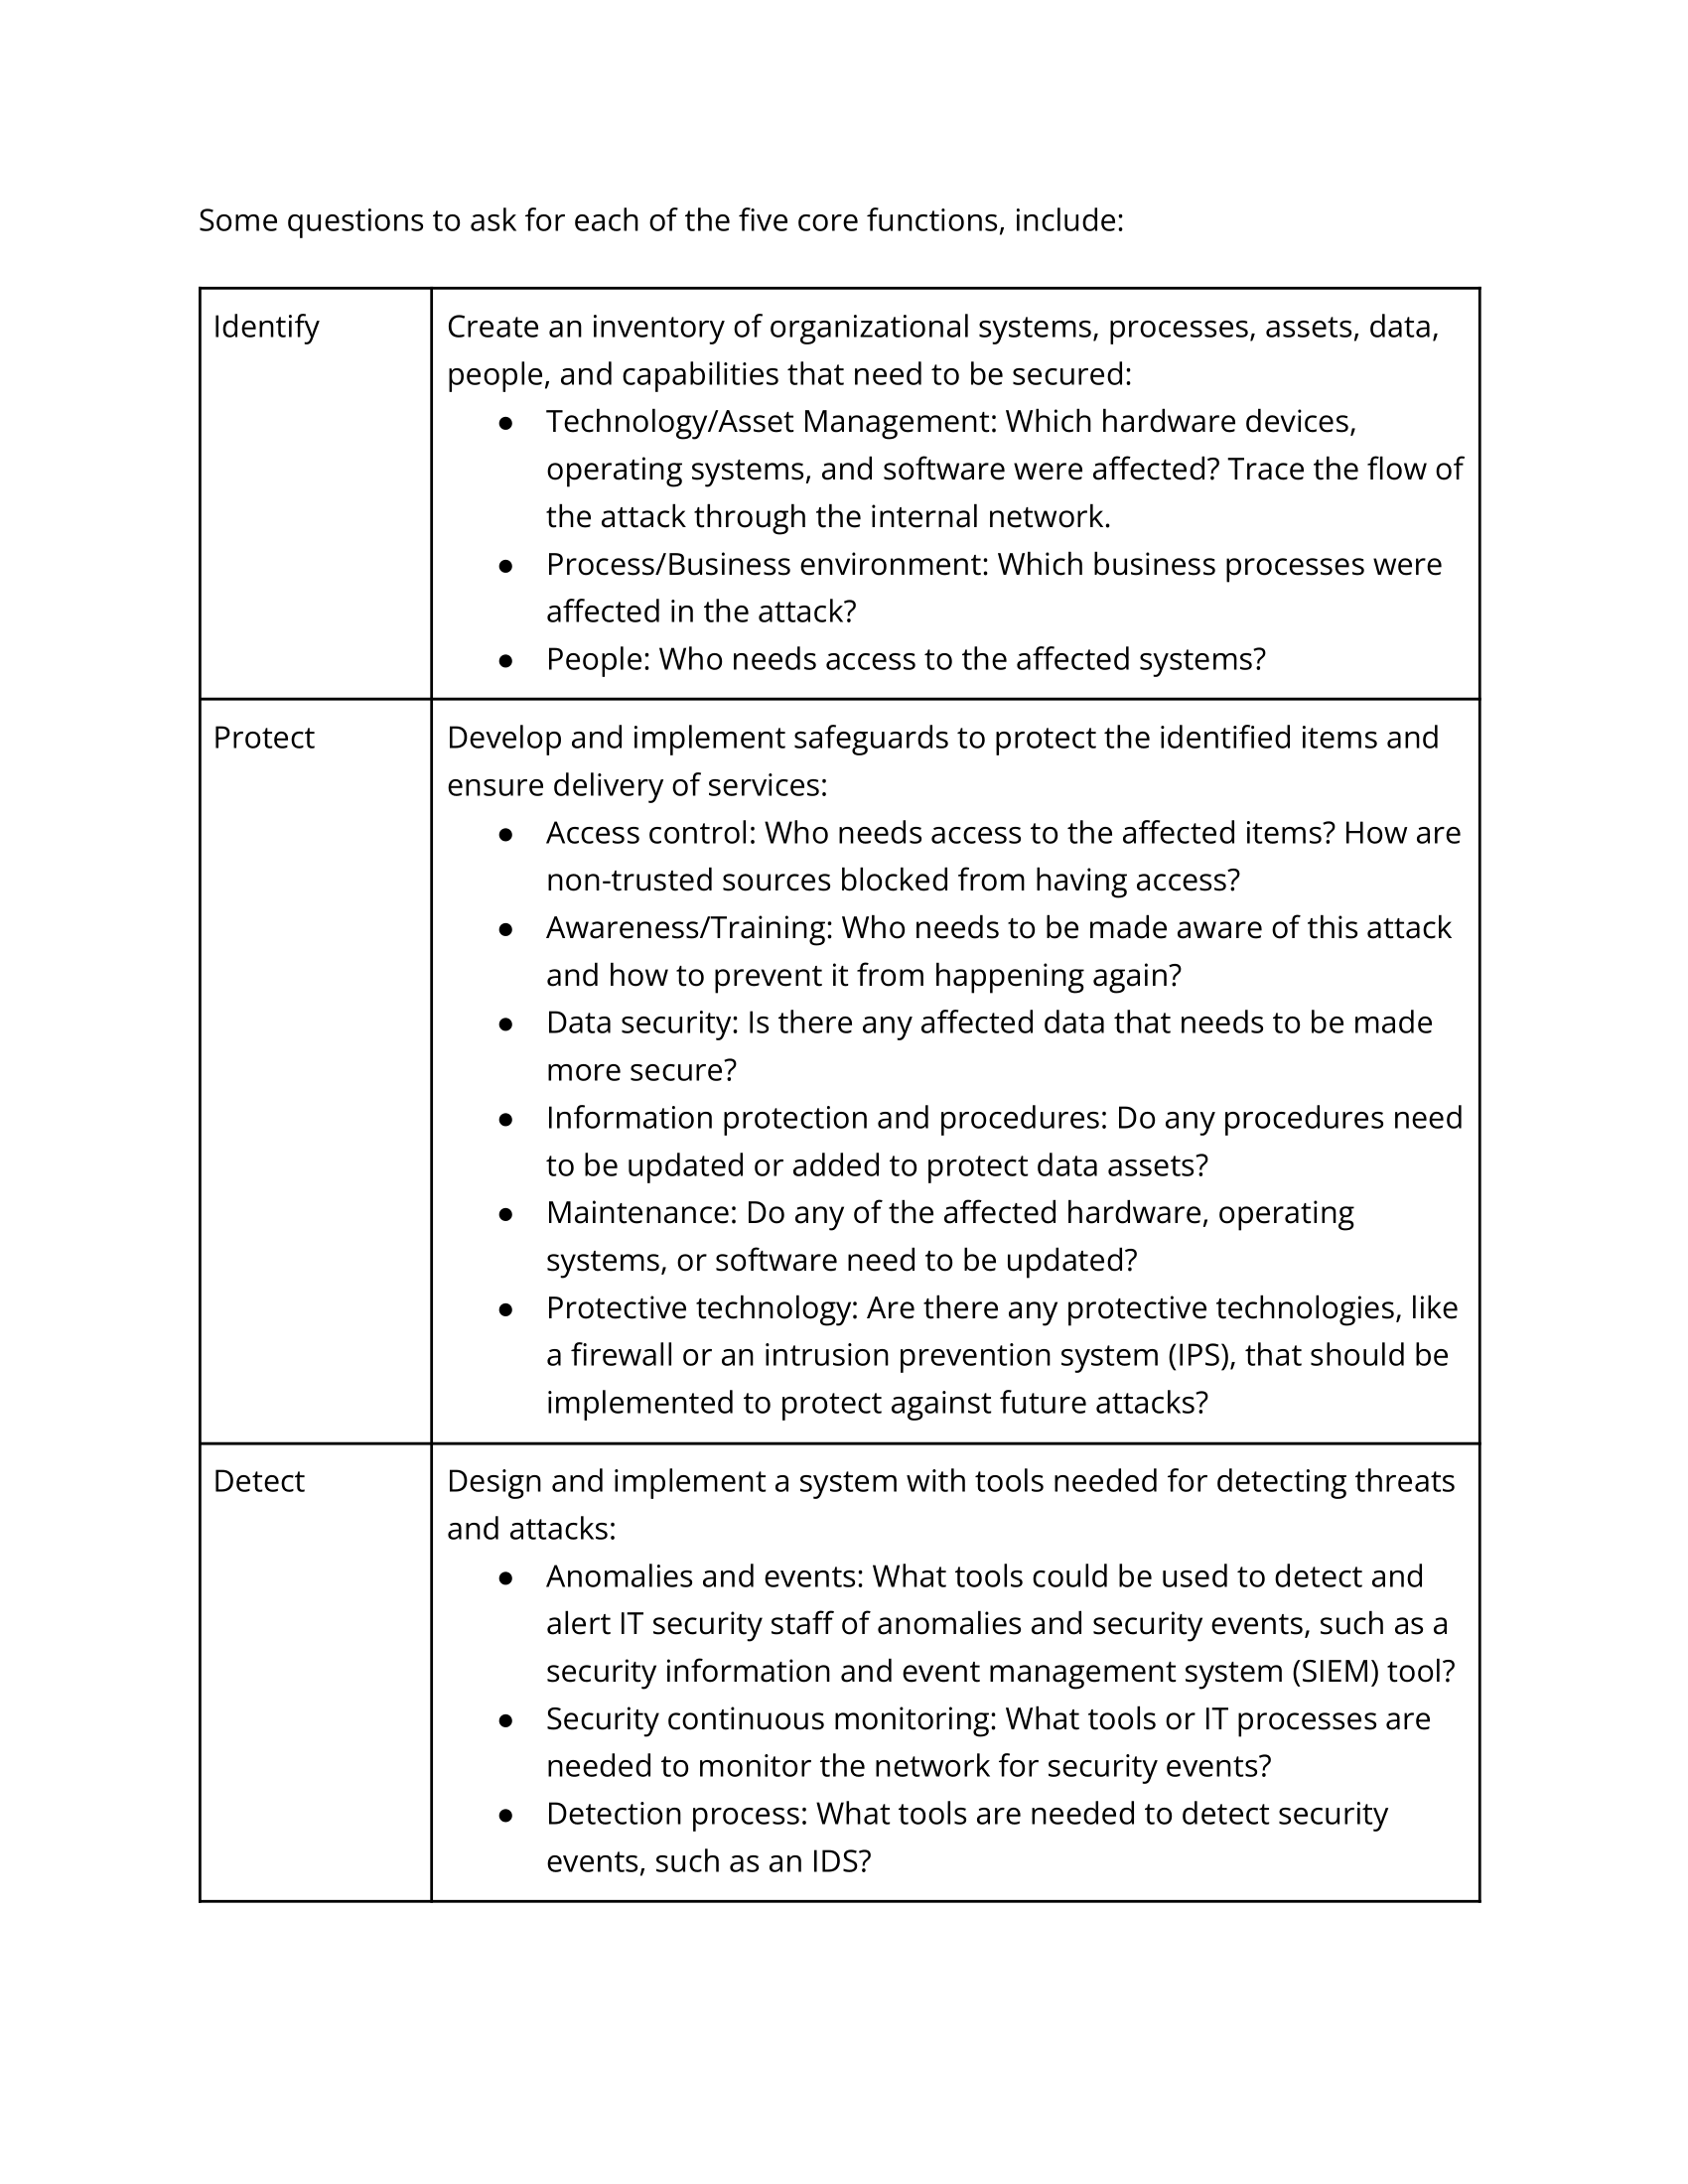 Some questions to ask for each of the five core functions, include:
Identify
Create an inventory of organizational systems, processes, assets, data,
people, and capabilities that need to be secured:
● Technology/Asset Management: Which hardware devices,
operating systems, and software were affected? Trace the flow of
the attack through the internal network.
● Process/Business environment: Which business processes were
affected in the attack?
● People: Who needs access to the affected systems?
Protect
Develop and implement safeguards to protect the identified items and
ensure delivery of services:
● Access control: Who needs access to the affected items? How are
non-trusted sources blocked from having access?
● Awareness/Training: Who needs to be made aware of this attack
and how to prevent it from happening again?
● Data security: Is there any affected data that needs to be made
more secure?
● Information protection and procedures: Do any procedures need
to be updated or added to protect data assets?
● Maintenance: Do any of the affected hardware, operating
systems, or software need to be updated?
● Protective technology: Are there any protective technologies, like
a firewall or an intrusion prevention system (IPS), that should be
implemented to protect against future attacks?
Detect
Design and implement a system with tools needed for detecting threats
and attacks:
● Anomalies and events: What tools could be used to detect and
alert IT security staff of anomalies and security events, such as a
security information and event management system (SIEM) tool?
● Security continuous monitoring: What tools or IT processes are
needed to monitor the network for security events?
● Detection process: What tools are needed to detect security
events, such as an IDS?